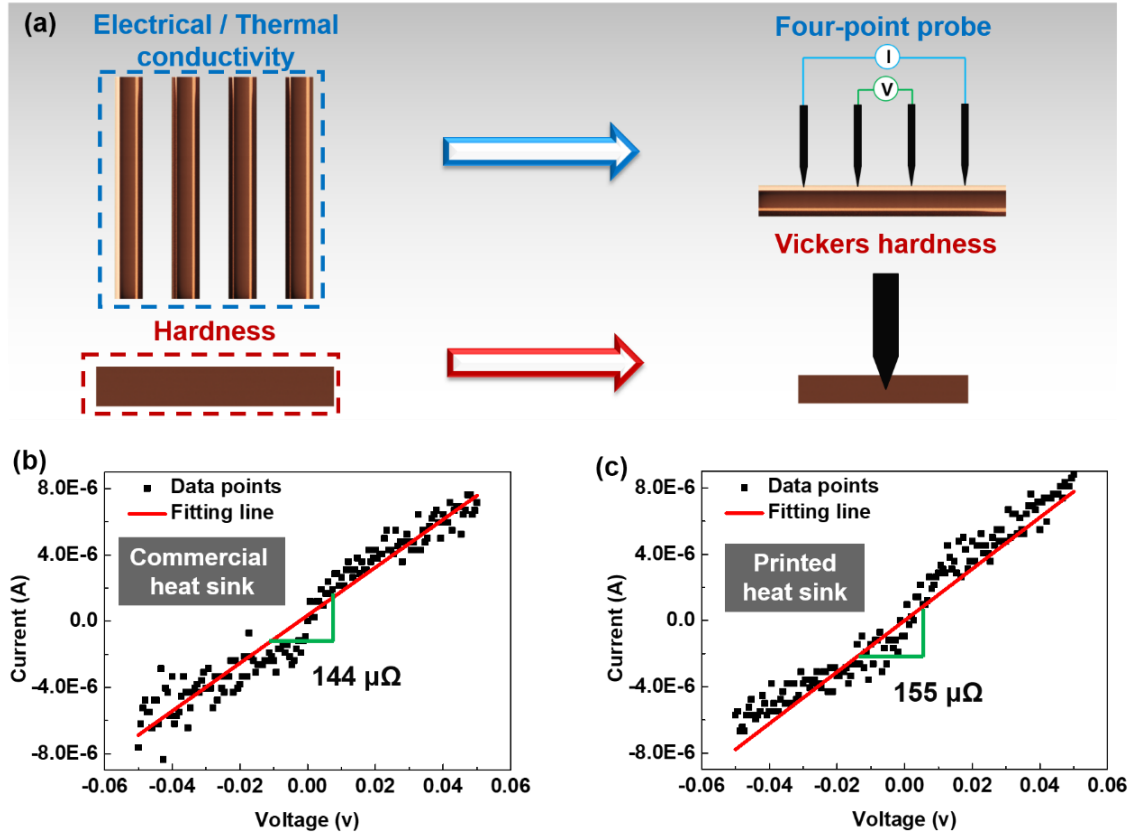 (a)
Electrical / Thermal
conductivity
Four-point probe
I
V
Hardness
Vickers hardness
(b)
8.0E-6
4.0E-6
0.0
-4.0E-6
-8.0E-6
Current (A)
Data points
Fitting line
Commercial
heat sink
144 μΩ
-0.06
-0.04
-0.02
0.00
0.02
0.04
0.06
Voltage (v)
(c)
8.0E-6
4.0E-6
0.0
-4.0E-6
-8.0E-6
Current (A)
Data points
Fitting line
Printed
heat sink
155 μΩ
-0.06
-0.04
-0.02
0.00
0.02
0.04
0.06
Voltage (v)